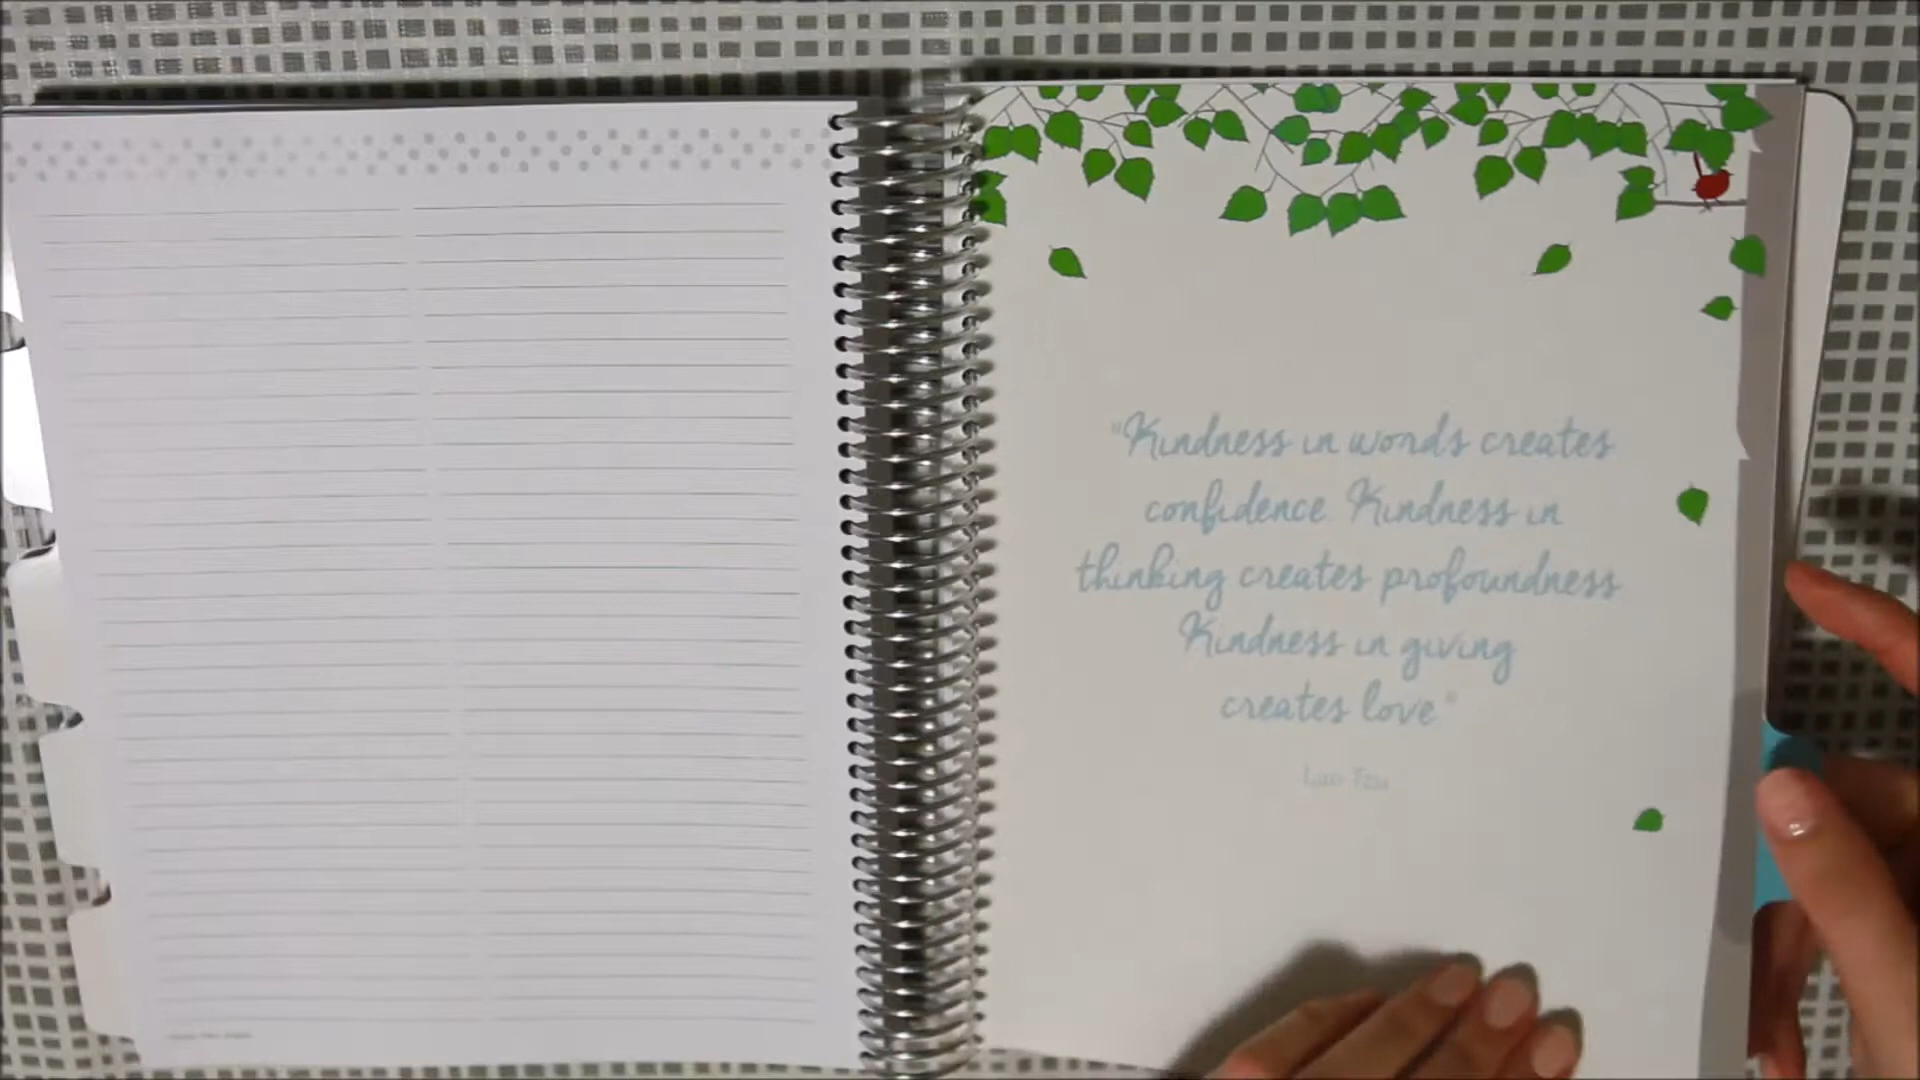 "Kindness in words creates
confidence. Kindness in
thinking creates profoundness
Kindness in giving
creates love"
Lao Tzu